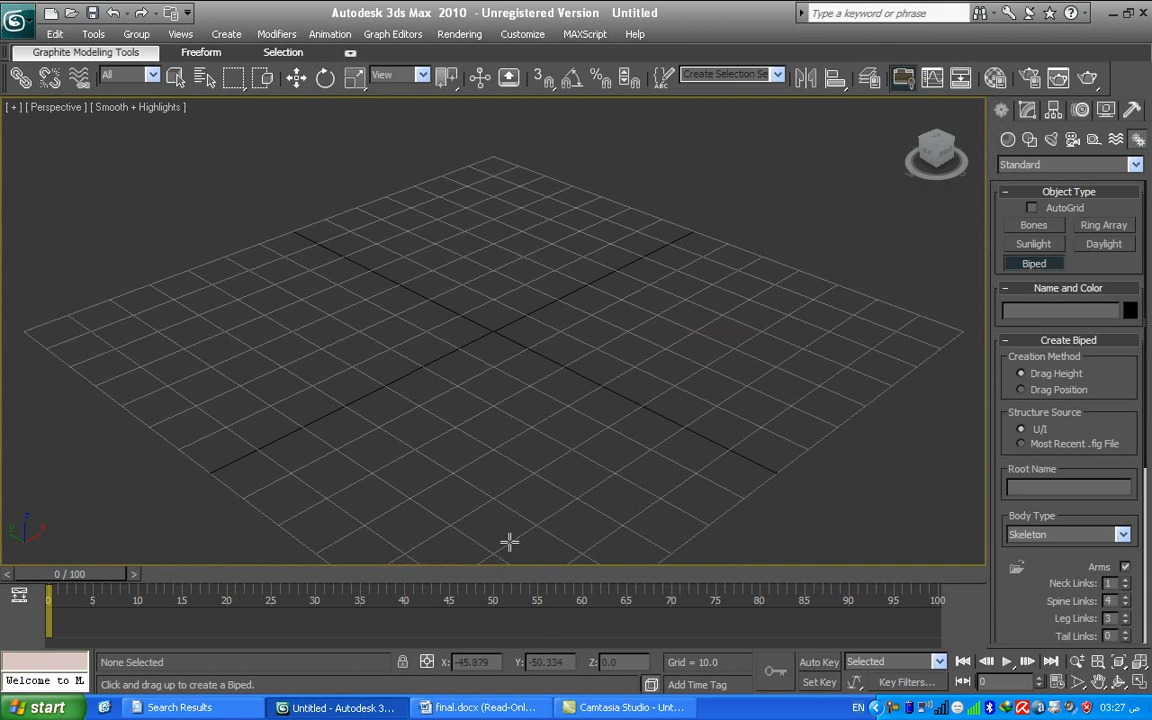 Autodesk 3ds Max 2010 - Unregistered Version Untitled
Type a keyword or phrase
Edit Tools Group Views Create Modifiers Animation Graph Editors Rendering Customize MAXScript Help
Graphite Modeling Tools Freeform Selection
All View 3 Create Selection Se
[ + ] [ Perspective ] [ Smooth + Highlights ]
Standard
Object Type
AutoGrid
Bones Ring Array
Sunlight Daylight
Biped
Name and Color
Create Biped
Creation Method
Drag Height
Drag Position
Structure Source
U/I
Most Recent .fig File
Root Name
Body Type
Skeleton
Arms
Neck Links: 1
Spine Links: 4
Leg Links: 3
Tail Links: 0
z
y x
< 0 / 100 >
0 5 10 15 20 25 30 35 40 45 50 55 60 65 70 75 80 85 90 95 100
None Selected X: -45.879 Y: -50.334 Z: 0.0 Grid = 10.0 Auto Key Selected
Welcome to M Click and drag up to create a Biped. Add Time Tag Set Key Key Filters... 0
start Search Results Untitled - Autodesk 3... final.docx (Read-Onl... Camtasia Studio - Unt... EN 03:27 ص